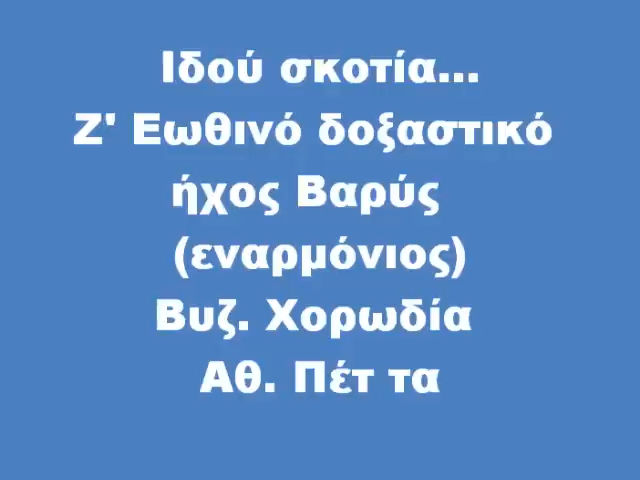 Ιδού σκοτία...
Ζ' Εωθινό δοξαστικό
ήχος Βαρύς
(εναρμόνιος)
Βυζ. Χορωδία
Αθ. Πέτ τα